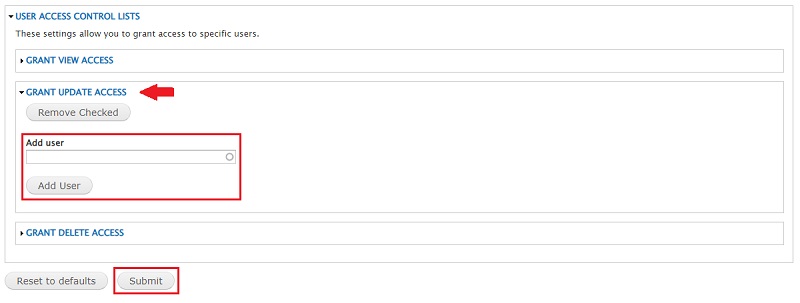 USER ACCESS CONTROL LISTS
These settings allow you to grant access to specific users.
GRANT VIEW ACCESS
GRANT UPDATE ACCESS
Remove Checked
Add user
Add User
GRANT DELETE ACCESS
Reset to defaults Submit